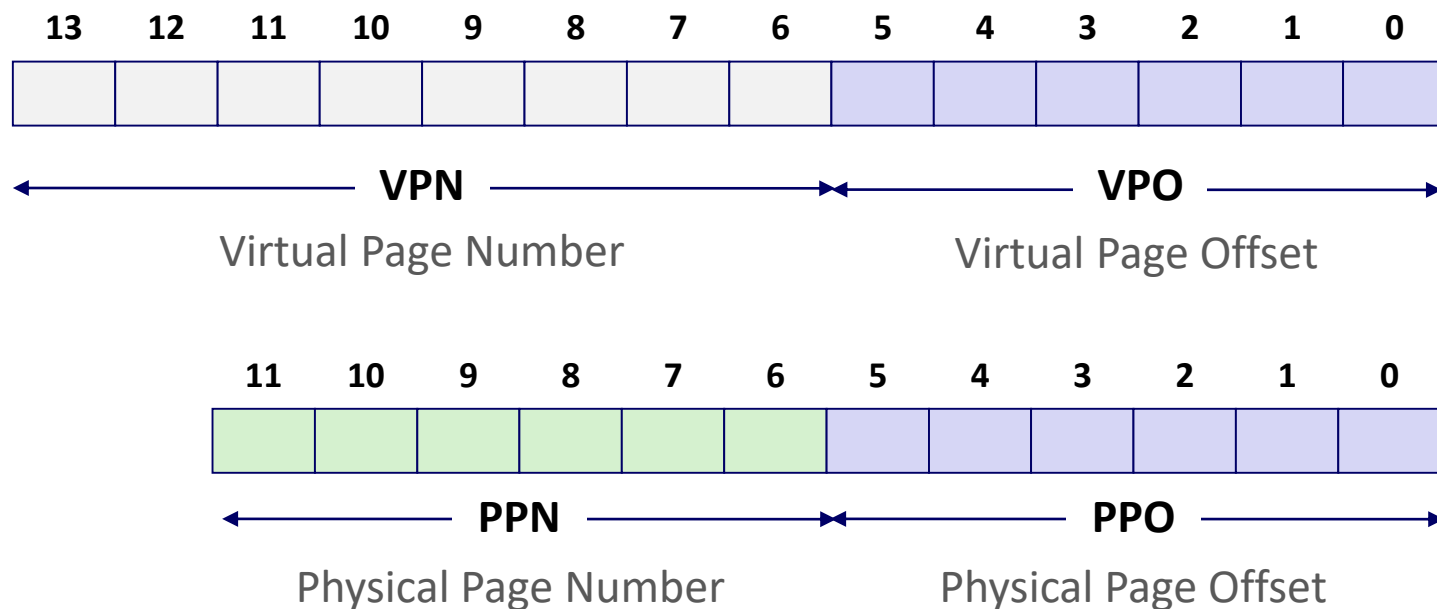 13 12 11 10 9 8 7 6 5 4 3 2 1 0
VPN VPO
Virtual Page Number Virtual Page Offset
11 10 9 8 7 6 5 4 3 2 1 0
PPN PPO
Physical Page Number Physical Page Offset